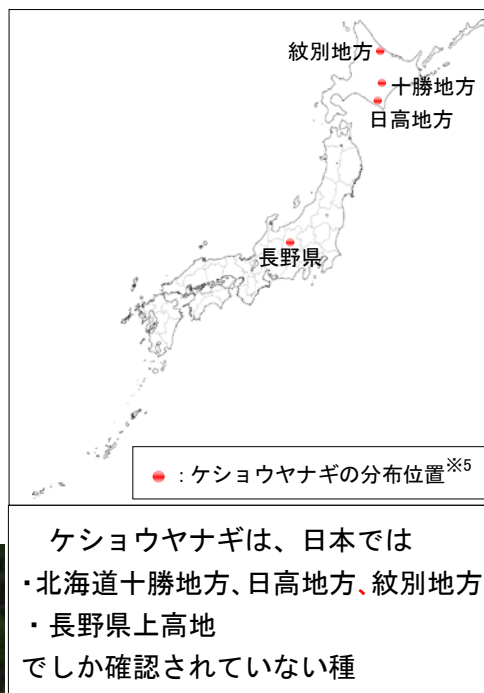 紋別地方
十勝地方
日高地方
長野県
：ケショウヤナギの分布位置※5
ケショウヤナギは、日本では
・北海道十勝地方、日高地方、紋別地方
・長野県上高地
でしか確認されていない種